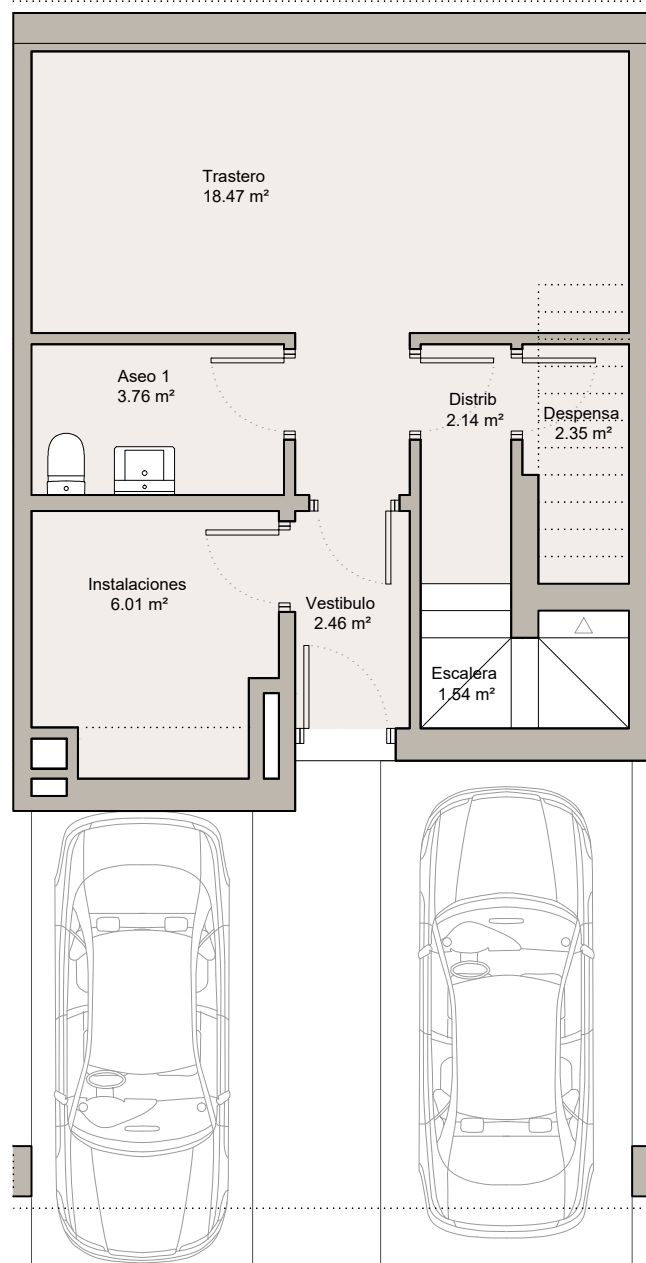 Trastero
18.47 m²
Aseo 1
3.76 m²
Distrib
2.14 m²
Despensa
2.35 m²
Instalaciones
6.01 m²
Vestibulo
2.46 m²
Escalera
1.54 m²